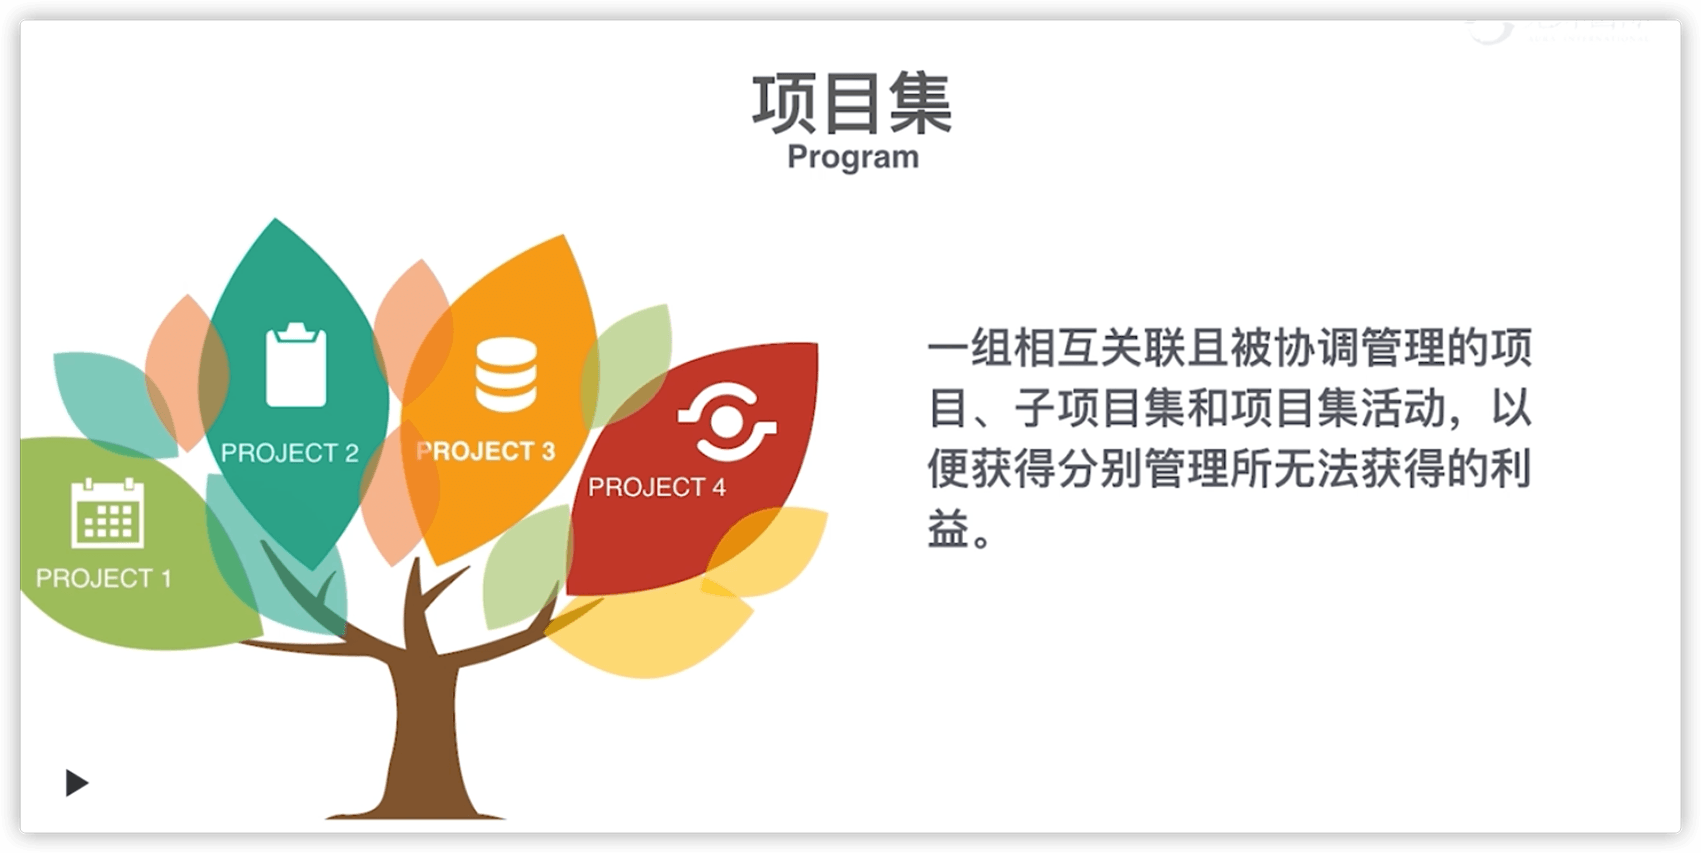 项目集
Program
PROJECT 1
PROJECT 2
PROJECT 3
PROJECT 4
一组相互关联且被协调管理的项
目、子项目集和项目集活动，以
便获得分别管理所无法获得的利
益。